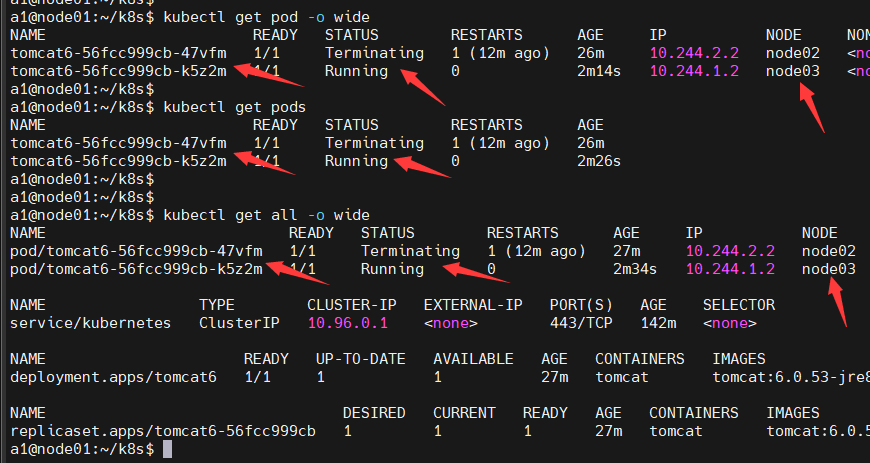 a1@node01:~/k8s$
a1@node01:~/k8s$ kubectl get pod -o wide
NAME READY STATUS RESTARTS AGE IP NODE NOM
tomcat6-56fcc999cb-47vfm 1/1 Terminating 1 (12m ago) 26m 10.244.2.2 node02 <no
tomcat6-56fcc999cb-k5z2m 1/1 Running 0 2m14s 10.244.1.2 node03 <no
a1@node01:~/k8s$
a1@node01:~/k8s$ kubectl get pods
NAME READY STATUS RESTARTS AGE
tomcat6-56fcc999cb-47vfm 1/1 Terminating 1 (12m ago) 26m
tomcat6-56fcc999cb-k5z2m 1/1 Running 0 2m26s
a1@node01:~/k8s$
a1@node01:~/k8s$
a1@node01:~/k8s$ kubectl get all -o wide
NAME READY STATUS RESTARTS AGE IP NODE
pod/tomcat6-56fcc999cb-47vfm 1/1 Terminating 1 (12m ago) 27m 10.244.2.2 node02
pod/tomcat6-56fcc999cb-k5z2m 1/1 Running 0 2m34s 10.244.1.2 node03
NAME TYPE CLUSTER-IP EXTERNAL-IP PORT(S) AGE SELECTOR
service/kubernetes ClusterIP 10.96.0.1 <none> 443/TCP 142m <none>
NAME READY UP-TO-DATE AVAILABLE AGE CONTAINERS IMAGES
deployment.apps/tomcat6 1/1 1 1 27m tomcat tomcat:6.0.53-jre8
NAME DESIRED CURRENT READY AGE CONTAINERS IMAGES
replicaset.apps/tomcat6-56fcc999cb 1 1 1 27m tomcat tomcat:6.0.5
a1@node01:~/k8s$